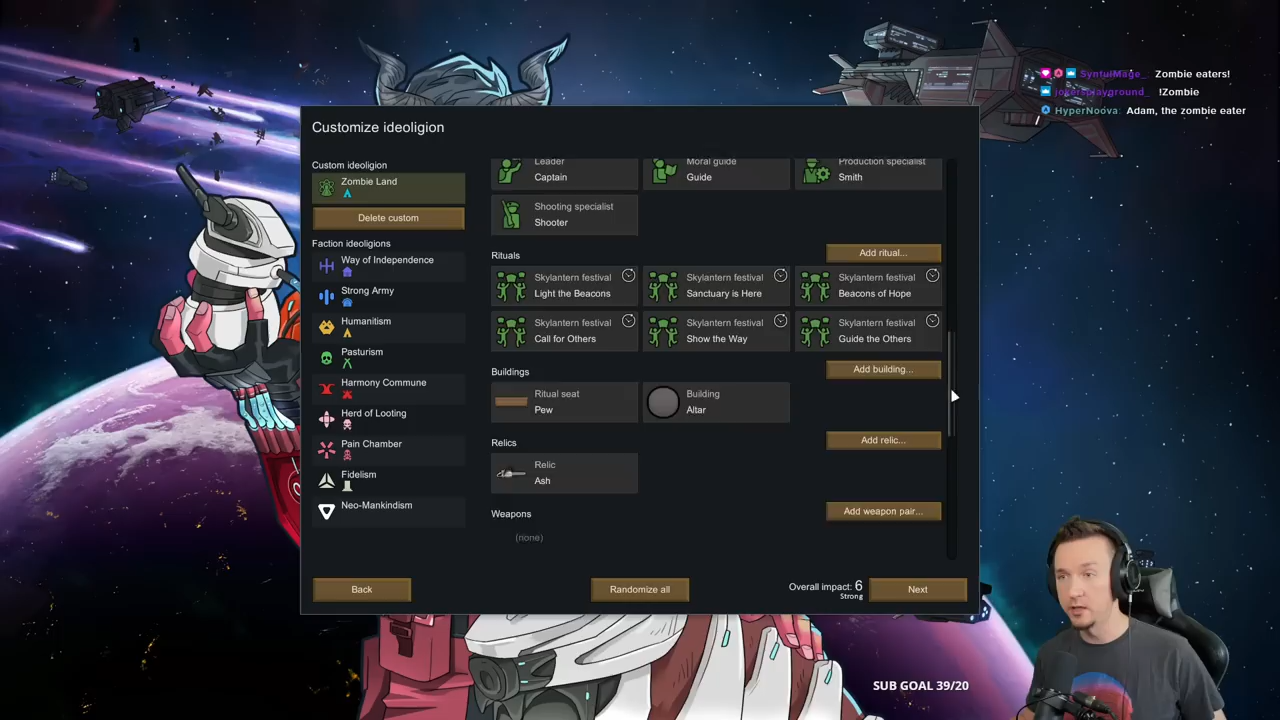 SynfulMage_ Zombie eaters!
jokersplayground_ !Zombie
HyperNoova: Adam, the zombie eater
Customize ideoligion
Custom ideoligion
Zombie Land
Delete custom
Faction ideoligions
Way of Independence
Strong Army
Humanitism
Pasturism
Harmony Commune
Herd of Looting
Pain Chamber
Fidelism
Neo-Mankindism
Leader
Captain
Moral guide
Guide
Production specialist
Smith
Shooting specialist
Shooter
Rituals
Add ritual...
Skylantern festival
Light the Beacons
Skylantern festival
Sanctuary is Here
Skylantern festival
Beacons of Hope
Skylantern festival
Call for Others
Skylantern festival
Show the Way
Skylantern festival
Guide the Others
Buildings
Add building...
Ritual seat
Pew
Building
Altar
Relics
Add relic...
Relic
Ash
Weapons
Add weapon pair...
(none)
Back
Randomize all
Overall impact: 6
Strong
Next
SUB GOAL 39/20